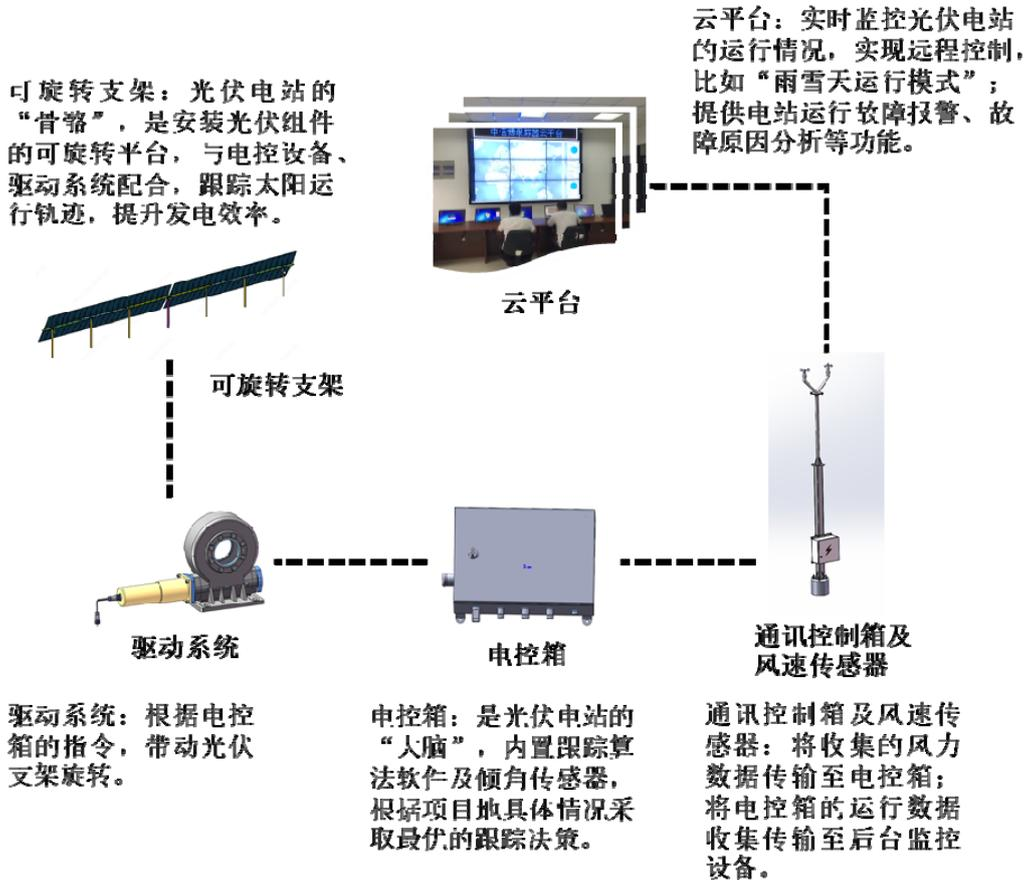 云平台：实时监控光伏电站
的运行情况，实现远程控制，
比如“雨雪天运行模式”；
提供电站运行故障报警、故
障原因分析等功能。
可旋转支架：光伏电站的
“骨骼”，是安装光伏组件
的可旋转平台，与电控设备、
驱动系统配合，跟踪太阳运
行轨迹，提升发电效率。
云平台
可旋转支架
驱动系统
电控箱
通讯控制箱及
风速传感器
驱动系统：根据电控
箱的指令，带动光伏
支架旋转。
电控箱：是光伏电站的
“大脑”，内置跟踪算
法软件及倾角传感器，
根据项目地具体情况采
取最优的跟踪决策。
通讯控制箱及风速传
感器：将收集的风力
数据传输至电控箱；
将电控箱的运行数据
收集传输至后台监控
设备。